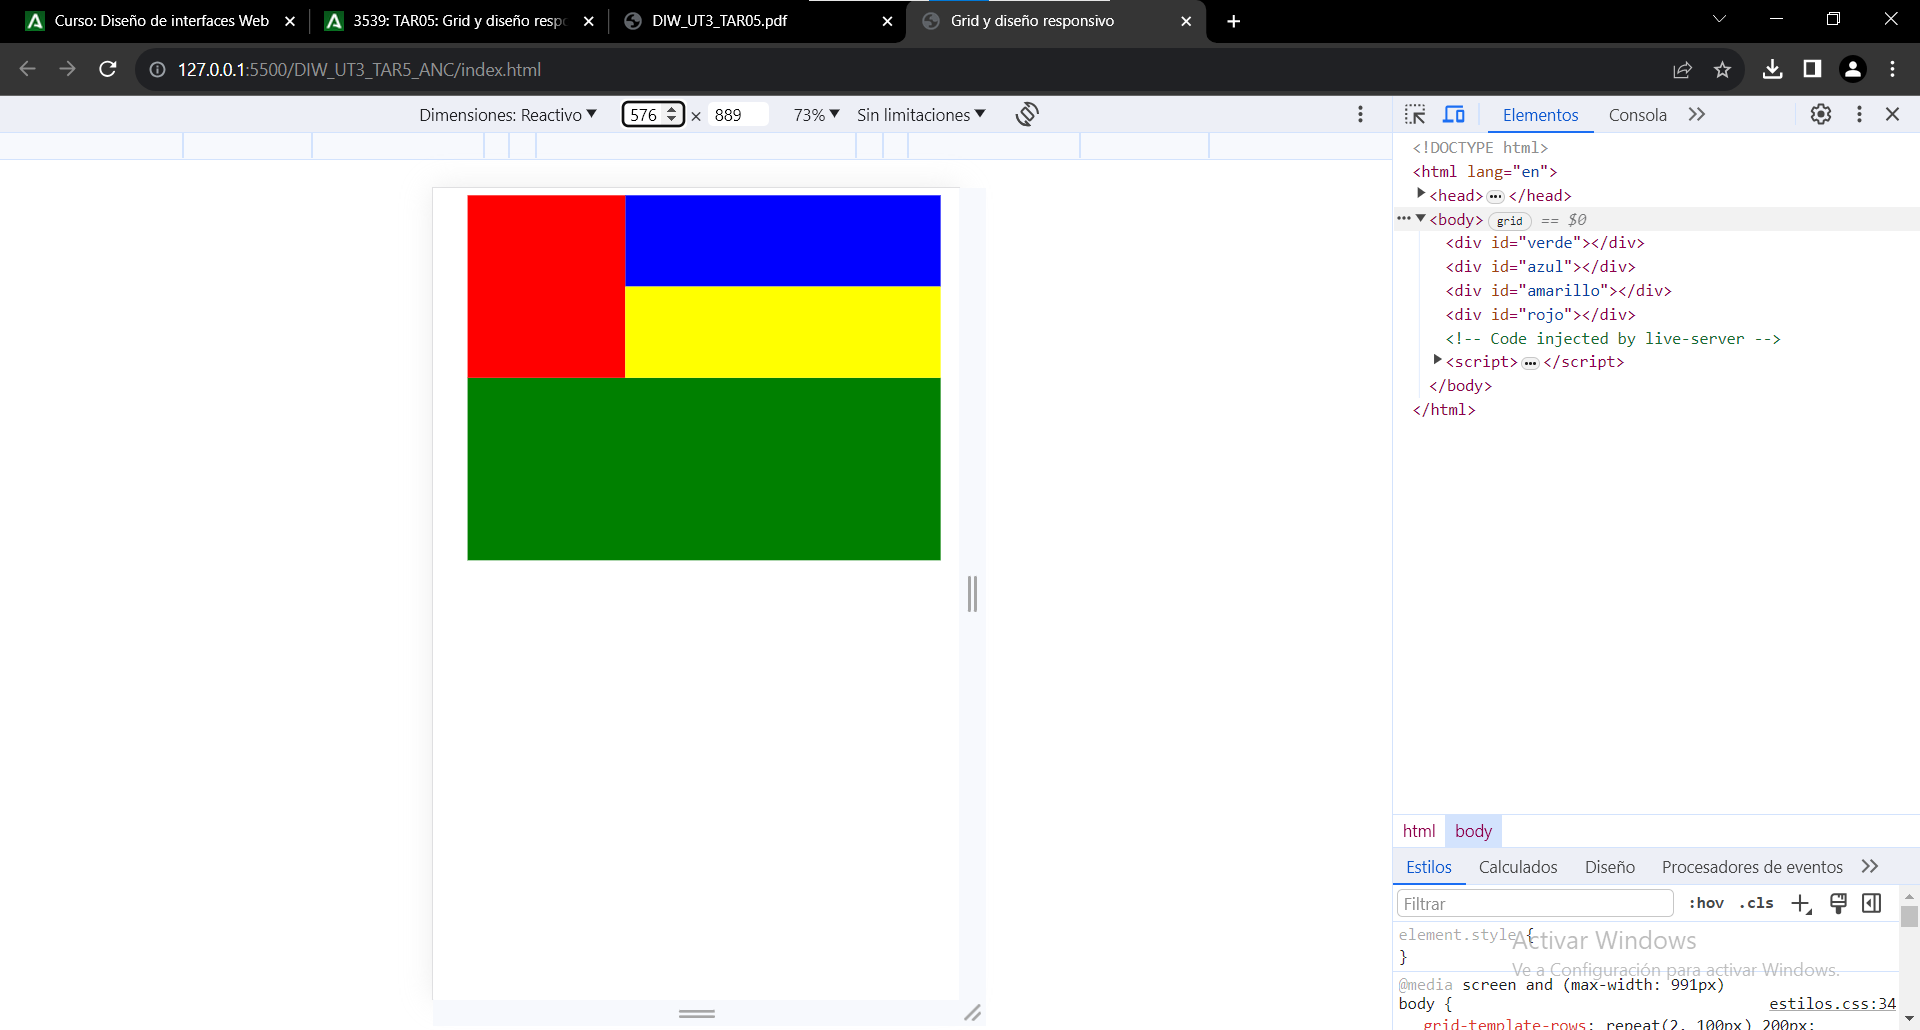 Curso: Diseño de interfaces Web
3539: TAR05: Grid y diseño resp
DIW_UT3_TAR05.pdf
Grid y diseño responsivo
127.0.0.1:5500/DIW_UT3_TAR5_ANC/index.html
Dimensiones: Reactivo 576 × 889 73% Sin limitaciones
Elementos Consola
<!DOCTYPE html>
<html lang="en">
<head> ··· </head>
··· <body> grid == $0
<div id="verde"></div>
<div id="azul"></div>
<div id="amarillo"></div>
<div id="rojo"></div>
<!-- Code injected by live-server -->
<script> ··· </script>
</body>
</html>
html body
Estilos Calculados Diseño Procesadores de eventos
Filtrar :hov .cls
element.style {
}
Activar Windows
Ve a Configuración para activar Windows.
@media screen and (max-width: 991px)
body { estilos.css:34
grid-template-rows: repeat(2, 100px) 200px;